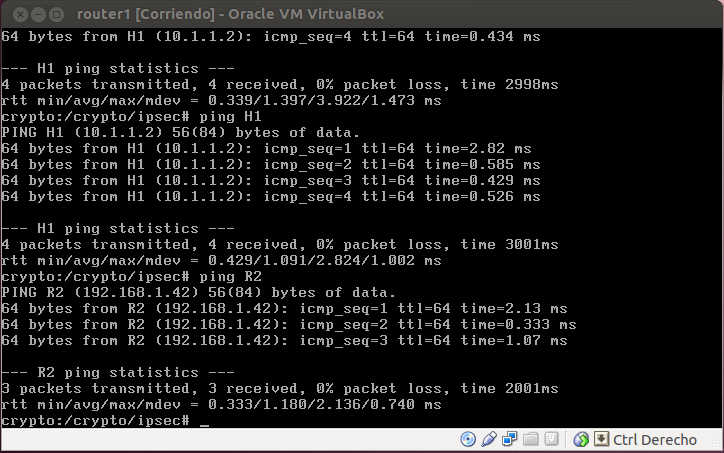 router1 [Corriendo] - Oracle VM VirtualBox
64 bytes from H1 (10.1.1.2): icmp_seq=4 ttl=64 time=0.434 ms
--- H1 ping statistics ---
4 packets transmitted, 4 received, 0% packet loss, time 2998ms
rtt min/avg/max/mdev = 0.339/1.397/3.922/1.473 ms
crypto:/crypto/ipsec# ping H1
PING H1 (10.1.1.2) 56(84) bytes of data.
64 bytes from H1 (10.1.1.2): icmp_seq=1 ttl=64 time=2.82 ms
64 bytes from H1 (10.1.1.2): icmp_seq=2 ttl=64 time=0.585 ms
64 bytes from H1 (10.1.1.2): icmp_seq=3 ttl=64 time=0.429 ms
64 bytes from H1 (10.1.1.2): icmp_seq=4 ttl=64 time=0.526 ms
--- H1 ping statistics ---
4 packets transmitted, 4 received, 0% packet loss, time 3001ms
rtt min/avg/max/mdev = 0.429/1.091/2.824/1.002 ms
crypto:/crypto/ipsec# ping R2
PING R2 (192.168.1.42) 56(84) bytes of data.
64 bytes from R2 (192.168.1.42): icmp_seq=1 ttl=64 time=2.13 ms
64 bytes from R2 (192.168.1.42): icmp_seq=2 ttl=64 time=0.333 ms
64 bytes from R2 (192.168.1.42): icmp_seq=3 ttl=64 time=1.07 ms
--- R2 ping statistics ---
3 packets transmitted, 3 received, 0% packet loss, time 2001ms
rtt min/avg/max/mdev = 0.333/1.180/2.136/0.740 ms
crypto:/crypto/ipsec# _
Ctrl Derecho